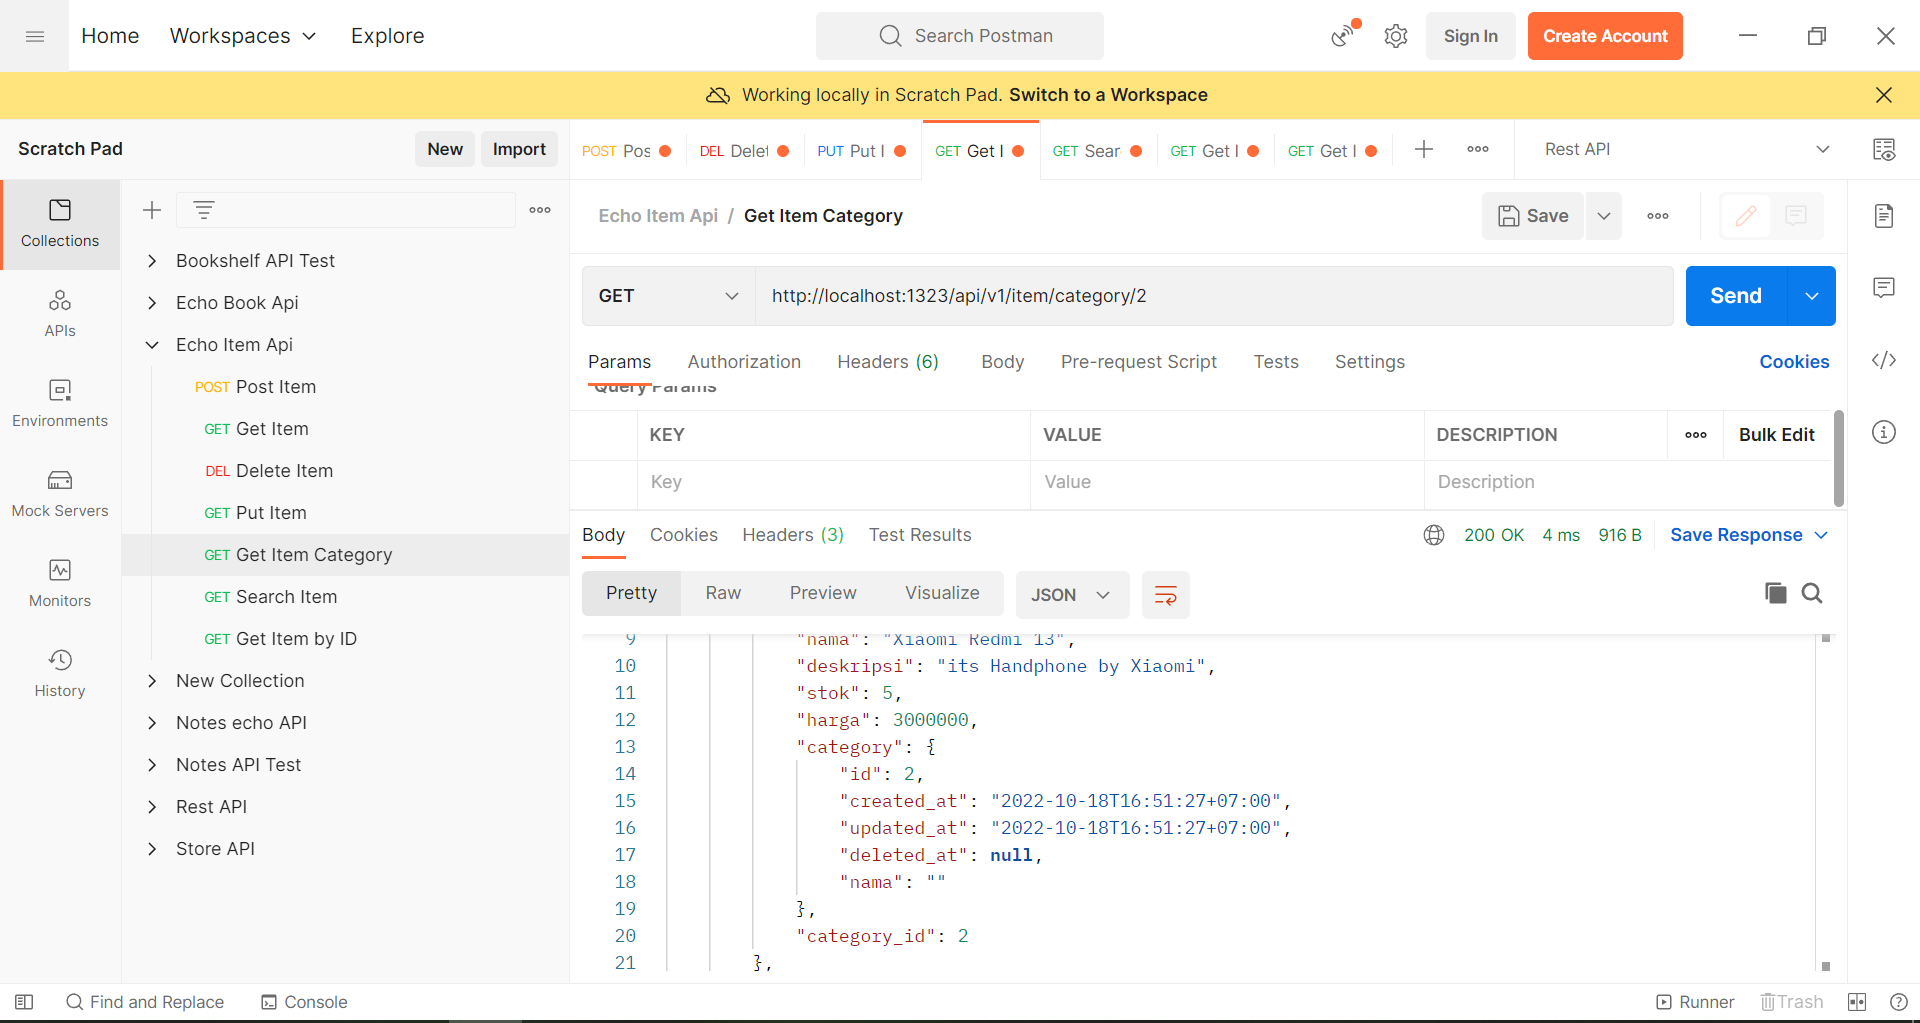 Home Workspaces Explore Search Postman Sign In Create Account
Working locally in Scratch Pad. Switch to a Workspace
Scratch Pad New Import
POST Pos DEL Delet PUT Put I GET Get I GET Sear GET Get I GET Get I Rest API
Collections
APIs
Environments
Mock Servers
Monitors
History
Bookshelf API Test
Echo Book Api
Echo Item Api
POST Post Item
GET Get Item
DEL Delete Item
GET Put Item
GET Get Item Category
GET Search Item
GET Get Item by ID
New Collection
Notes echo API
Notes API Test
Rest API
Store API
Echo Item Api / Get Item Category Save
GET http://localhost:1323/api/v1/item/category/2 Send
Params Authorization Headers (6) Body Pre-request Script Tests Settings Cookies
Query Params
KEY VALUE DESCRIPTION Bulk Edit
Key Value Description
Body Cookies Headers (3) Test Results 200 OK 4 ms 916 B Save Response
Pretty Raw Preview Visualize JSON
9 "nama": "Xiaomi Redmi 13",
10 "deskripsi": "its Handphone by Xiaomi",
11 "stok": 5,
12 "harga": 3000000,
13 "category": {
14 "id": 2,
15 "created_at": "2022-10-18T16:51:27+07:00",
16 "updated_at": "2022-10-18T16:51:27+07:00",
17 "deleted_at": null,
18 "nama": ""
19 },
20 "category_id": 2
21 },
Find and Replace Console Runner Trash